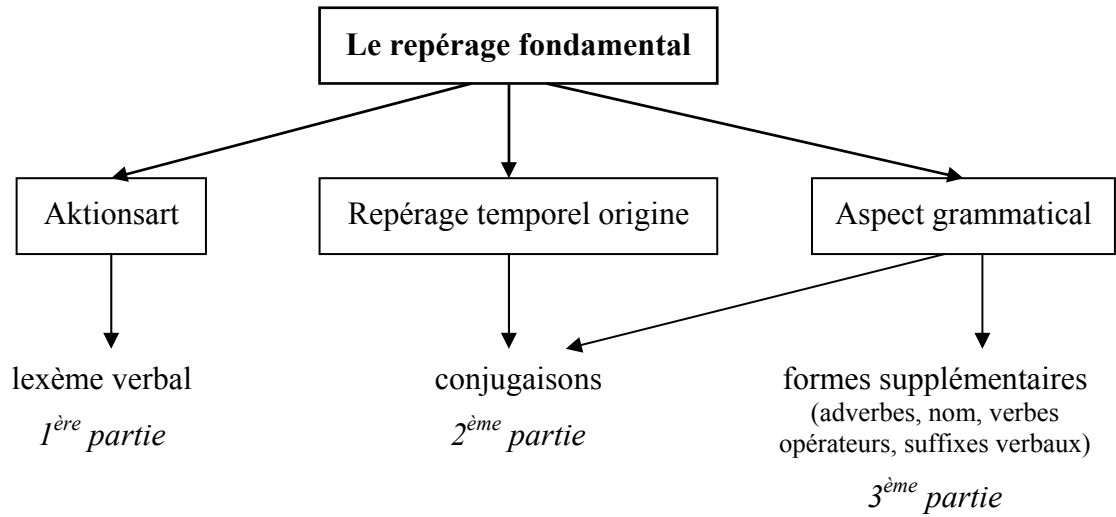 Le repérage fondamental
Aktionsart
Repérage temporel origine
Aspect grammatical
lexème verbal
1ère partie
conjugaisons
2ème partie
formes supplémentaires
(adverbes, nom, verbes
opérateurs, suffixes verbaux)
3ème partie